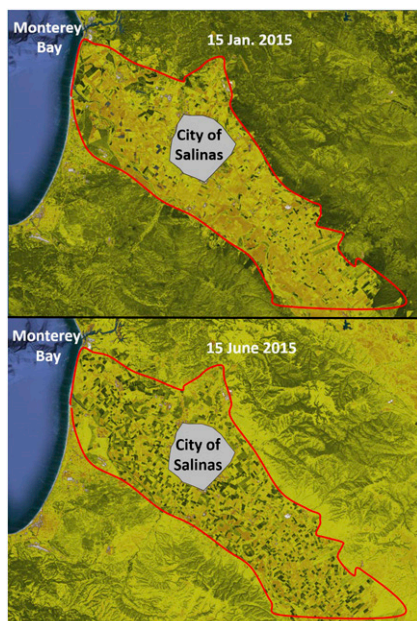 Monterey
Bay
15 Jan. 2015
City of
Salinas
Monterey
Bay
15 June 2015
City of
Salinas